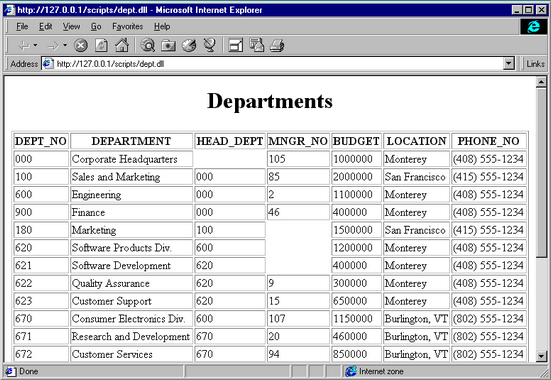 http://127.0.0.1/scripts/dept.dll - Microsoft Internet Explorer
File Edit View Go Favorites Help
Address http://127.0.0.1/scripts/dept.dll Links
Departments
DEPT_NO DEPARTMENT HEAD_DEPT MNGR_NO BUDGET LOCATION PHONE_NO
000 Corporate Headquarters 105 1000000 Monterey (408) 555-1234
100 Sales and Marketing 000 85 2000000 San Francisco (415) 555-1234
600 Engineering 000 2 1100000 Monterey (408) 555-1234
900 Finance 000 46 400000 Monterey (408) 555-1234
180 Marketing 100 1500000 San Francisco (415) 555-1234
620 Software Products Div. 600 1200000 Monterey (408) 555-1234
621 Software Development 620 400000 Monterey (408) 555-1234
622 Quality Assurance 620 9 300000 Monterey (408) 555-1234
623 Customer Support 620 15 650000 Monterey (408) 555-1234
670 Consumer Electronics Div. 600 107 1150000 Burlington, VT (802) 555-1234
671 Research and Development 670 20 460000 Burlington, VT (802) 555-1234
672 Customer Services 670 94 850000 Burlington, VT (802) 555-1234
Done Internet zone